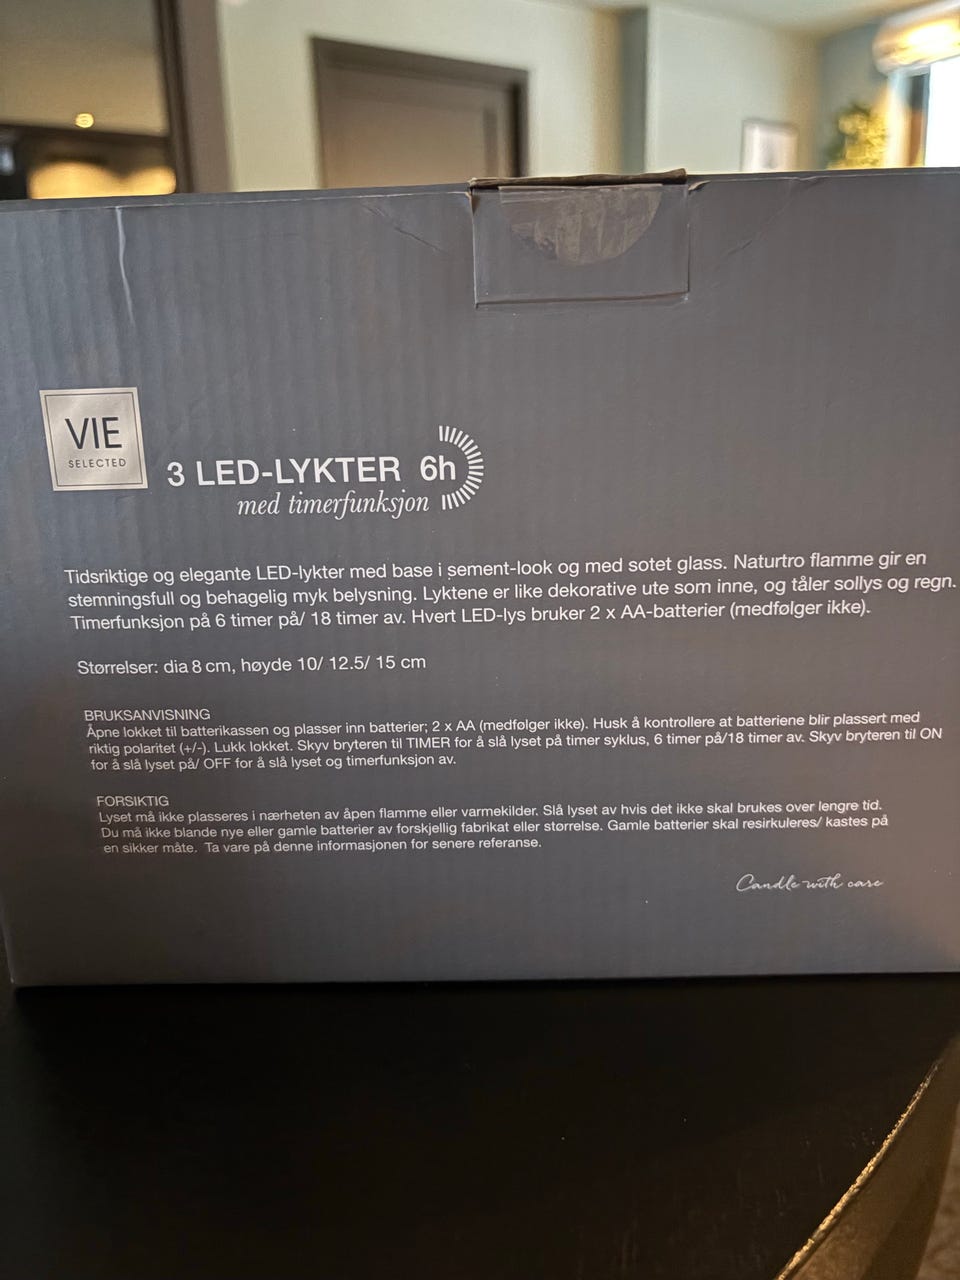 VIE
SELECTED
3 LED-LYKTER 6h
med timerfunksjon
Tidsriktige og elegante LED-lykter med base i sement-look og med sotet glass. Naturtro flamme gir en
stemningsfull og behagelig myk belysning. Lyktene er like dekorative ute som inne, og tåler sollys og regn.
Timerfunksjon på 6 timer på/ 18 timer av. Hvert LED-lys bruker 2 x AA-batterier (medfølger ikke).
Størrelser: dia 8 cm, høyde 10/ 12.5/ 15 cm
BRUKSANVISNING
Åpne lokket til batterikassen og plasser inn batterier; 2 x AA (medfølger ikke). Husk å kontrollere at batteriene blir plassert med
riktig polaritet (+/-). Lukk lokket. Skyv bryteren til TIMER for å slå lyset på timer syklus, 6 timer på/18 timer av. Skyv bryteren til ON
for å slå lyset på/ OFF for å slå lyset og timerfunksjon av.
FORSIKTIG
Lyset må ikke plasseres i nærheten av åpen flamme eller varmekilder. Slå lyset av hvis det ikke skal brukes over lengre tid.
Du må ikke blande nye eller gamle batterier av forskjellig fabrikat eller størrelse. Gamle batterier skal resirkuleres/ kastes på
en sikker måte. Ta vare på denne informasjonen for senere referanse.
Candle with care